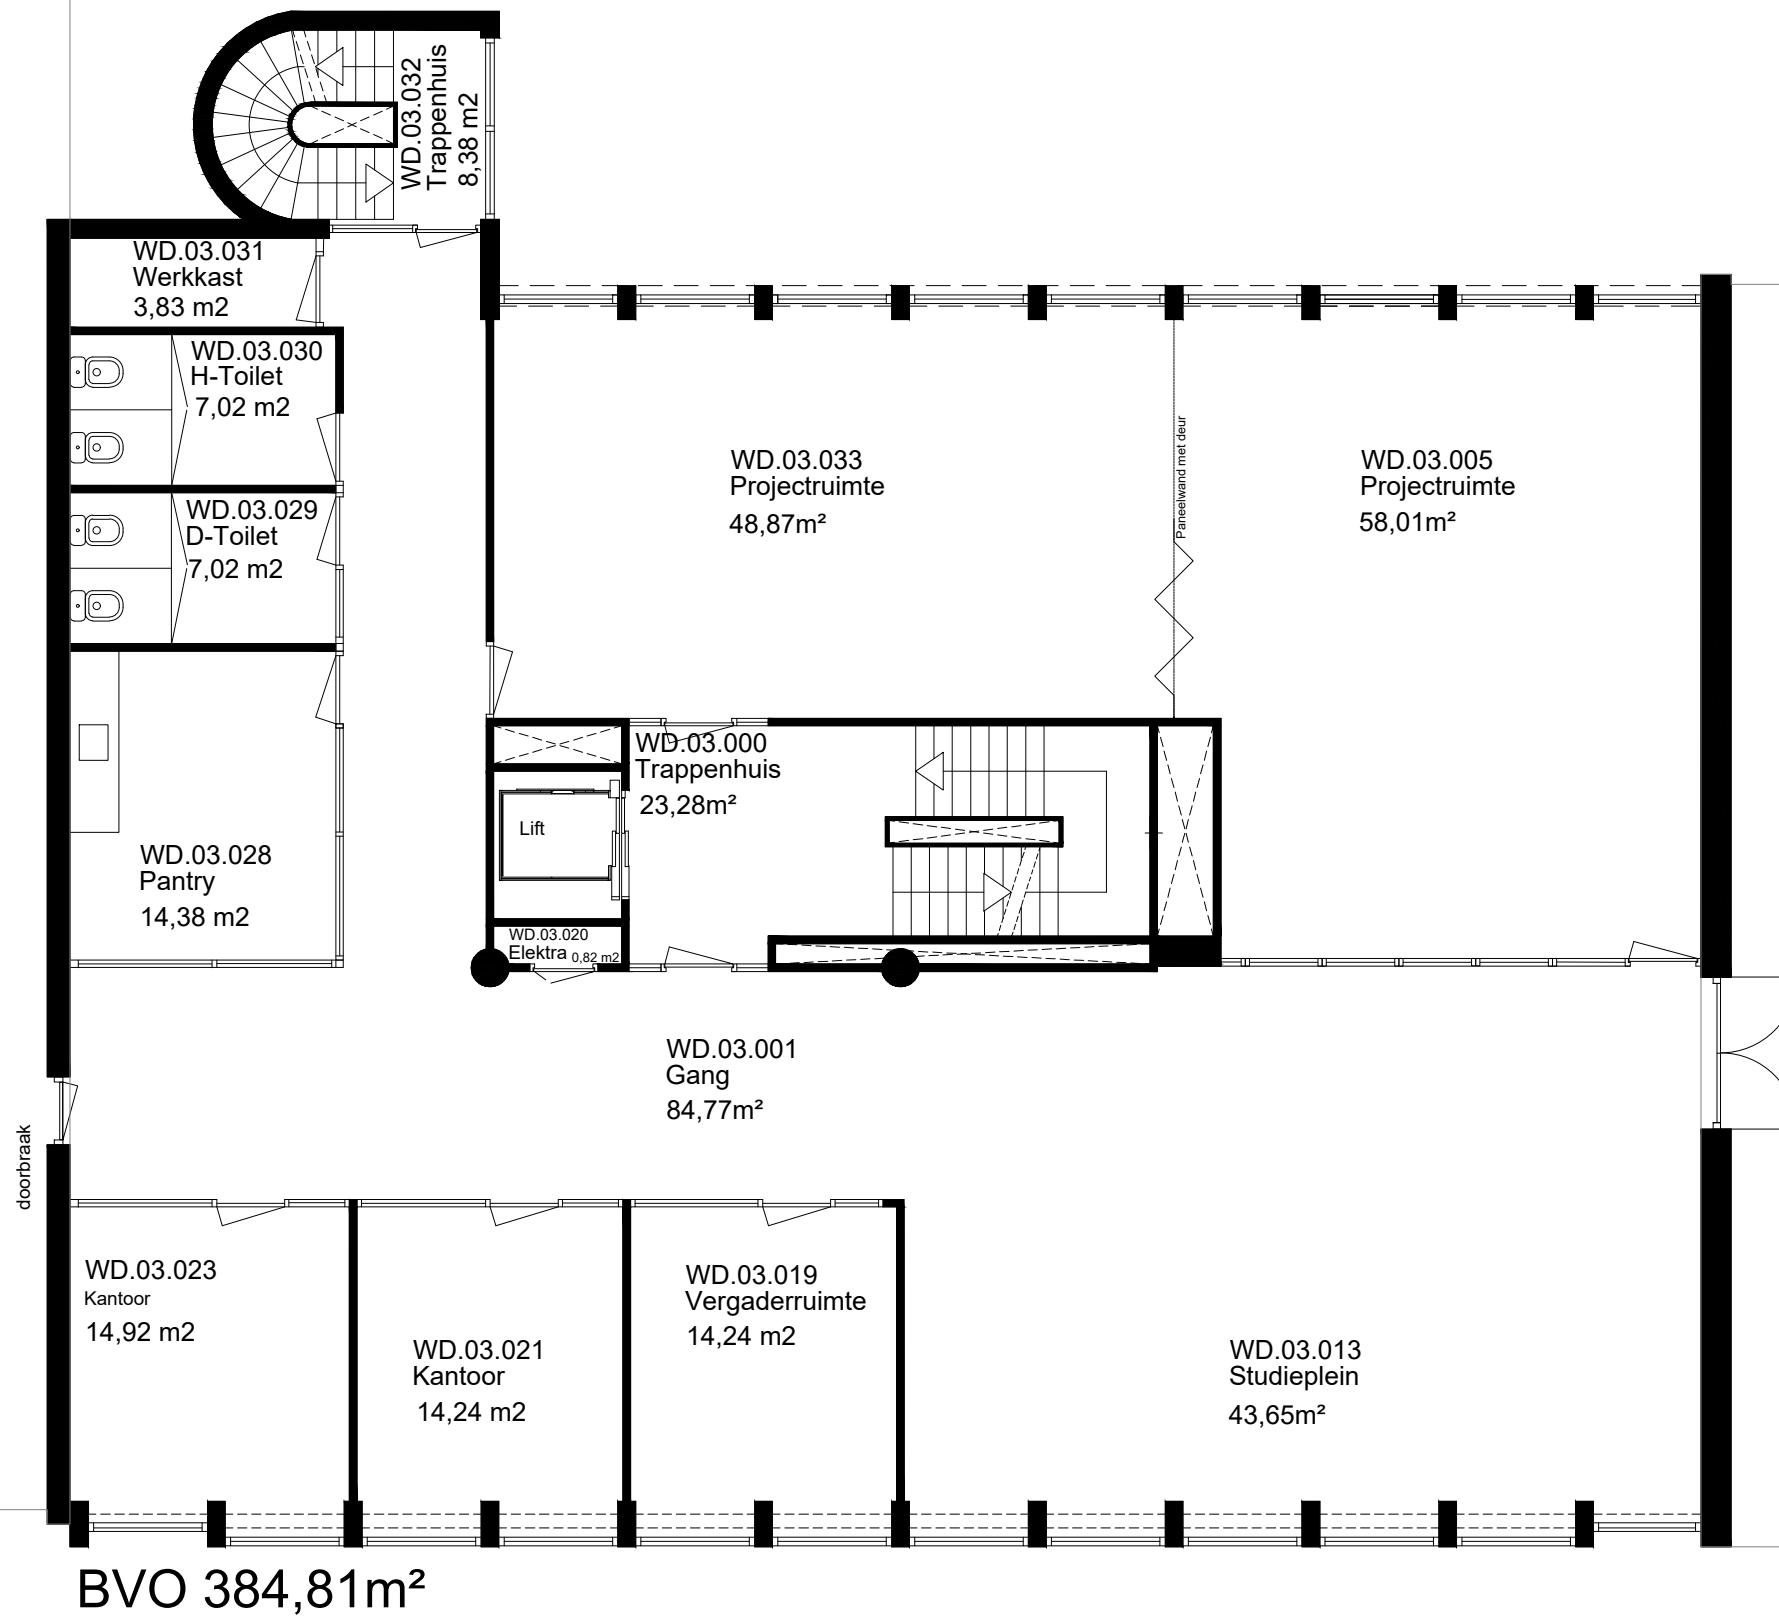 WD.03.032
Trappenhuis
8,38 m2
WD.03.031
Werkkast
3,83 m2
WD.03.030
H-Toilet
7,02 m2
WD.03.029
D-Toilet
7,02 m2
WD.03.033
Projectruimte
48,87m²
Paneelwand met deur
WD.03.005
Projectruimte
58,01m²
WD.03.000
Trappenhuis
23,28m²
Lift
WD.03.028
Pantry
14,38 m2
WD.03.020
Elektra 0,82 m2
WD.03.001
Gang
84,77m²
doorbraak
WD.03.023
Kantoor
14,92 m2
WD.03.021
Kantoor
14,24 m2
WD.03.019
Vergaderruimte
14,24 m2
WD.03.013
Studieplein
43,65m²
BVO 384,81m²